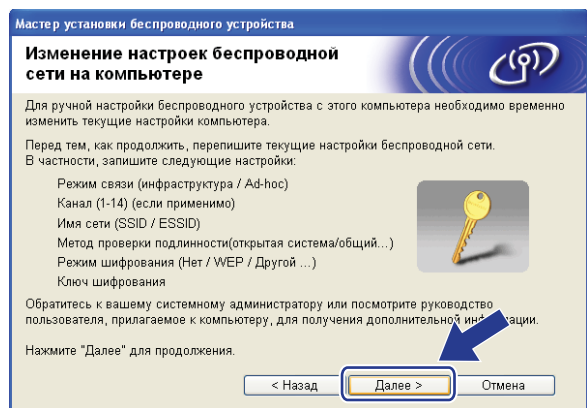 Мастер установки беспроводного устройства
Изменение настроек беспроводной
сети на компьютере
Для ручной настройки беспроводного устройства с этого компьютера необходимо временно
изменить текущие настройки компьютера.
Перед тем, как продолжить, перепишите текущие настройки беспроводной сети.
В частности, запишите следующие настройки:
Режим связи (инфраструктура / Ad-hoc)
Канал (1-14) (если применимо)
Имя сети (SSID / ESSID)
Метод проверки подлинности(открытая система/общий...)
Режим шифрования (Нет / WEP / Другой ...)
Ключ шифрования
Обратитесь к вашему системному администратору или посмотрите руководство
пользователя, прилагаемое к компьютеру, для получения дополнительной
Нажмите "Далее" для продолжения.
< Назад Далее > Отмена